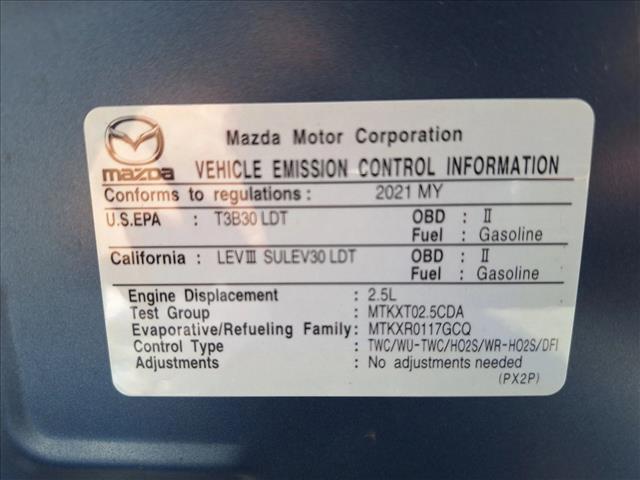 Mazda Motor Corporation
mazda VEHICLE EMISSION CONTROL INFORMATION
Conforms to regulations : 2021 MY
U.S.EPA : T3B30 LDT OBD : II
Fuel : Gasoline
California : LEVIII SULEV30 LDT OBD : II
Fuel : Gasoline
Engine Displacement : 2.5L
Test Group : MTKXT02.5CDA
Evaporative/Refueling Family: MTKXR0117GCQ
Control Type : TWC/WU-TWC/HO2S/WR-HO2S/DFI
Adjustments : No adjustments needed
(PX2P)